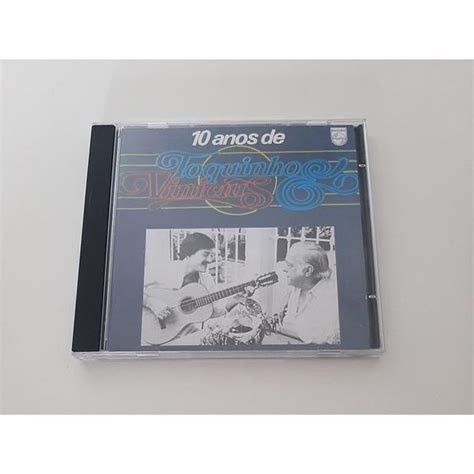 10 anos de
Toquinho &
Vinicius